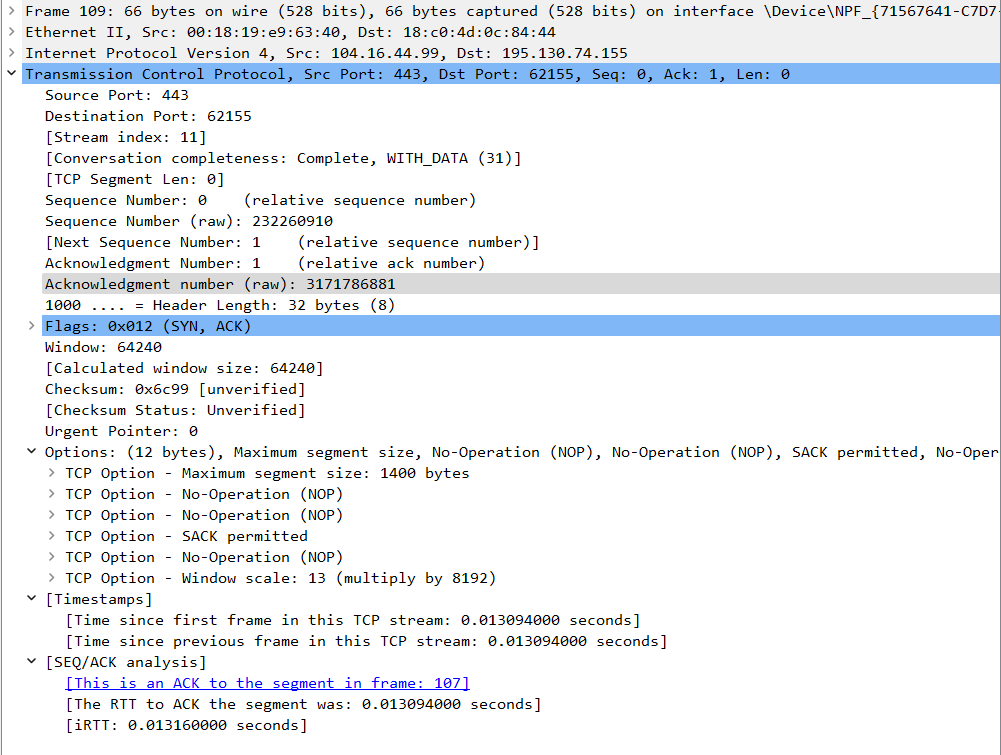 Frame 109: 66 bytes on wire (528 bits), 66 bytes captured (528 bits) on interface \Device\NPF_{71567641-C7D7-
Ethernet II, Src: 00:18:19:e9:63:40, Dst: 18:c0:4d:0c:84:44
Internet Protocol Version 4, Src: 104.16.44.99, Dst: 195.130.74.155
Transmission Control Protocol, Src Port: 443, Dst Port: 62155, Seq: 0, Ack: 1, Len: 0
Source Port: 443
Destination Port: 62155
[Stream index: 11]
[Conversation completeness: Complete, WITH_DATA (31)]
[TCP Segment Len: 0]
Sequence Number: 0    (relative sequence number)
Sequence Number (raw): 232260910
[Next Sequence Number: 1    (relative sequence number)]
Acknowledgment Number: 1    (relative ack number)
Acknowledgment number (raw): 3171786881
1000 .... = Header Length: 32 bytes (8)
Flags: 0x012 (SYN, ACK)
Window: 64240
[Calculated window size: 64240]
Checksum: 0x6c99 [unverified]
[Checksum Status: Unverified]
Urgent Pointer: 0
Options: (12 bytes), Maximum segment size, No-Operation (NOP), No-Operation (NOP), SACK permitted, No-Oper
TCP Option - Maximum segment size: 1400 bytes
TCP Option - No-Operation (NOP)
TCP Option - No-Operation (NOP)
TCP Option - SACK permitted
TCP Option - No-Operation (NOP)
TCP Option - Window scale: 13 (multiply by 8192)
[Timestamps]
[Time since first frame in this TCP stream: 0.013094000 seconds]
[Time since previous frame in this TCP stream: 0.013094000 seconds]
[SEQ/ACK analysis]
[This is an ACK to the segment in frame: 107]
[The RTT to ACK the segment was: 0.013094000 seconds]
[iRTT: 0.013160000 seconds]